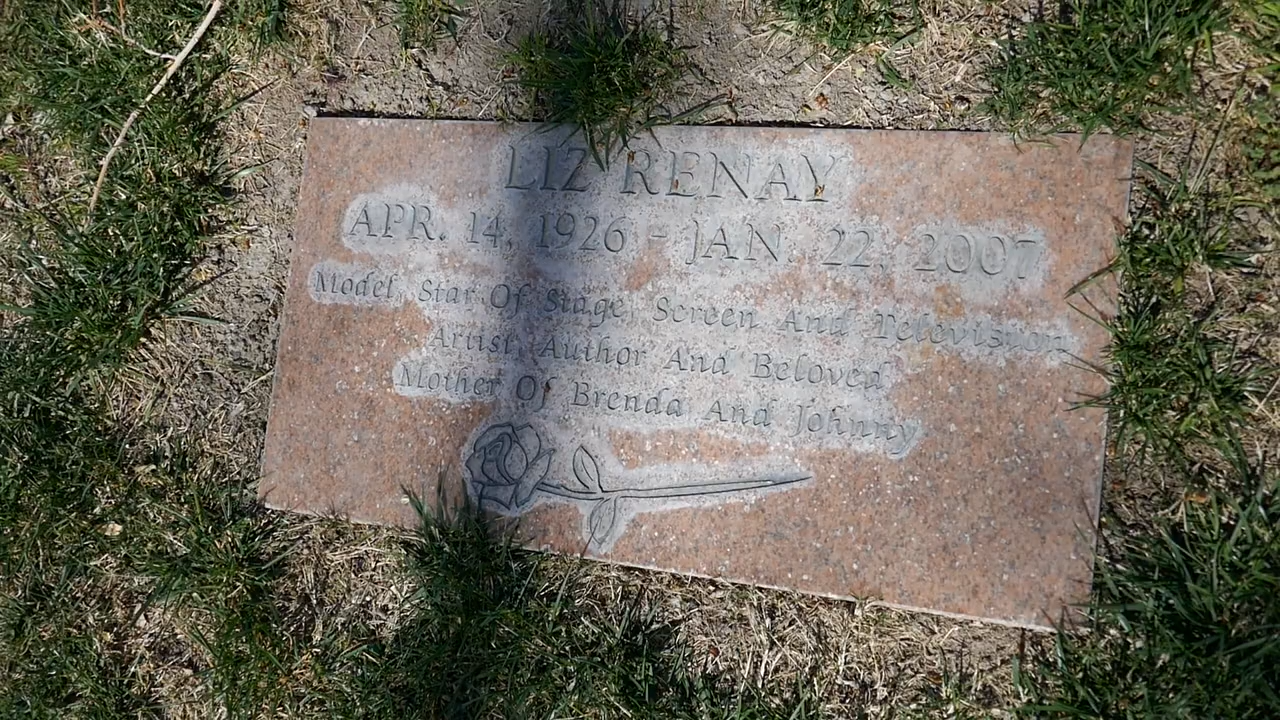 LIZ RENAY
APR. 14, 1926 - JAN. 22, 2007
Model, Star Of Stage, Screen And Television
Artist, Author And Beloved
Mother Of Brenda And Johnny